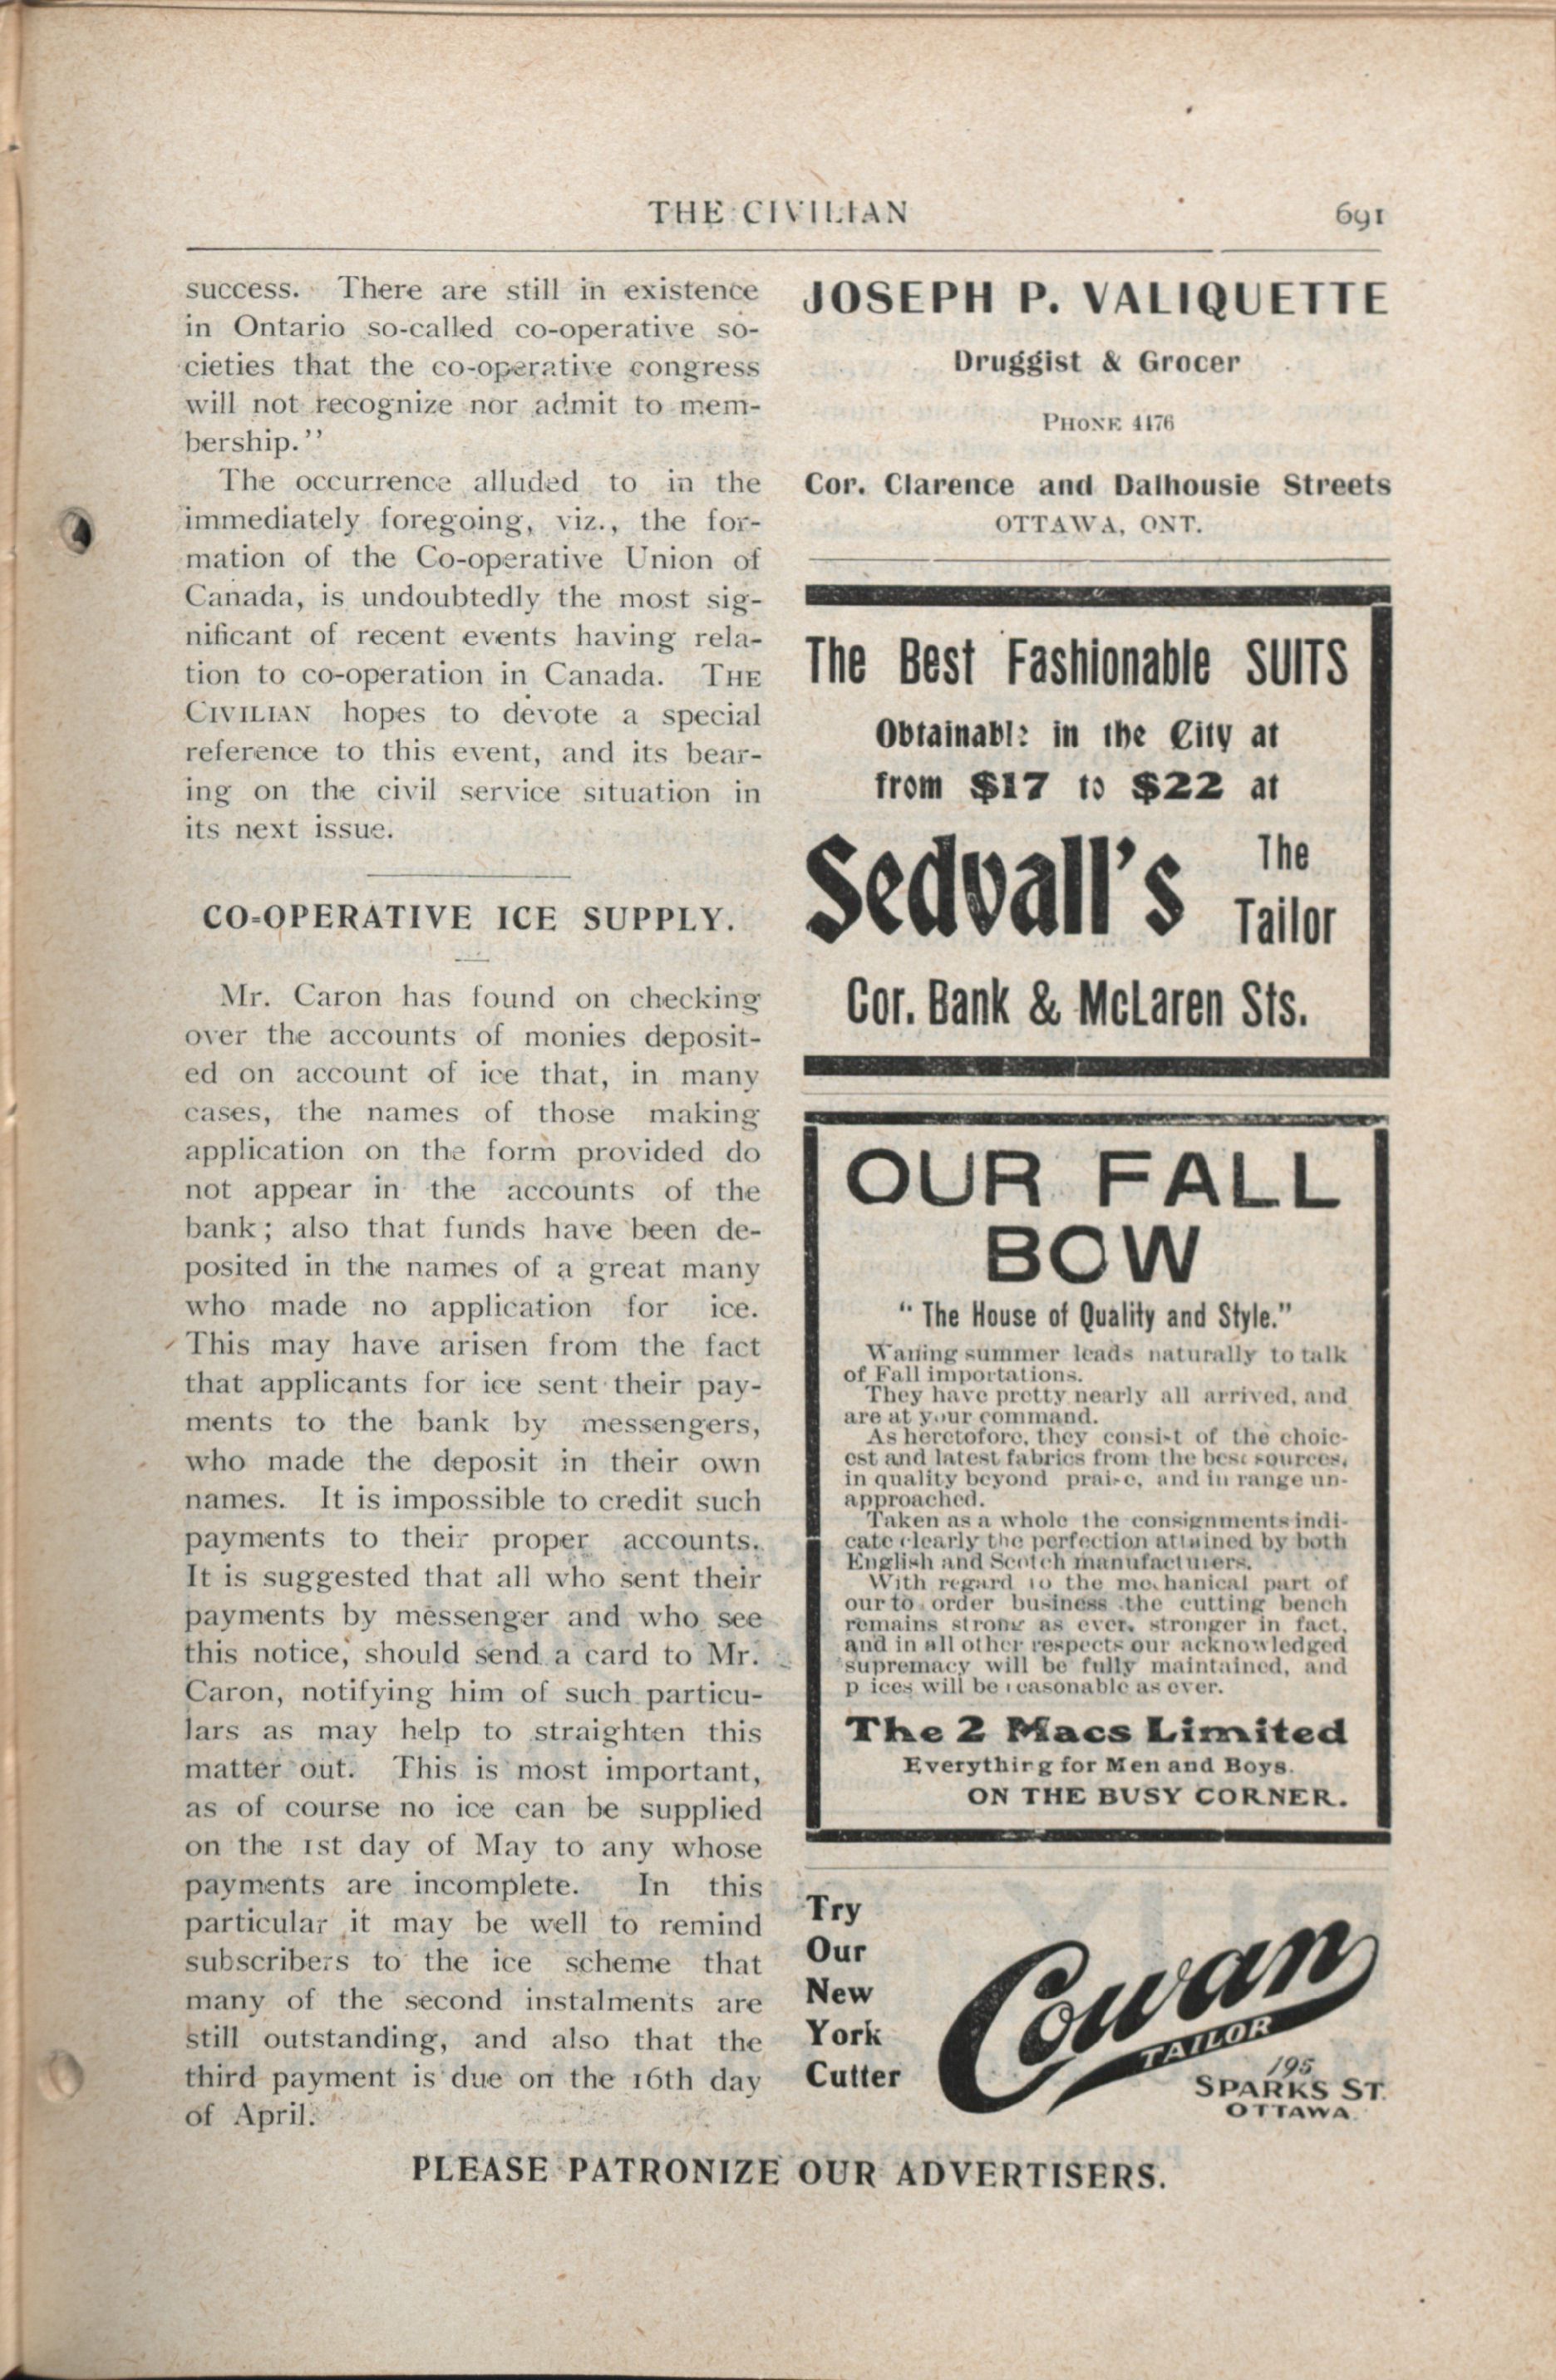 THE CIVILIAN
691
success. There are still in existence
in Ontario so-called co-operative so-
cieties that the co-operative congress
will not recognize nor admit to mem-
bership.''
The occurrence alluded to in the
immediately foregoing, viz., the for-
mation of the Co-operative Union of
Canada, is undoubtedly the most sig-
nificant of recent events having rela-
tion to co-operation in Canada. THE
CIVILIAN hopes to devote a special
reference to this event, and its bear-
ing on the civil service situation in
its next issue.
CO-OPERATIVE ICE SUPPLY.
Mr. Caron has found on checking
over the accounts of monies deposit-
ed on account of ice that, in many
cases, the names of those making
application on the form provided do
not appear in the accounts of the
bank; also that funds have been de-
posited in the names of a great many
who made no application for ice.
This may have arisen from the fact
that applicants for ice sent their pay-
ments to the bank by messengers,
who made the deposit in their own
names. It is impossible to credit such
payments to their proper accounts.
It is suggested that all who sent their
payments by messenger and who see
this notice, should send a card to Mr.
Caron, notifying him of such particu-
lars as may help to straighten this
matter out. This is most important,
as of course no ice can be supplied
on the 1st day of May to any whose
payments are incomplete. In this
particular it may be well to remind
subscribers to the ice scheme that
many of the second instalments are
still outstanding, and also that the
third payment is due on the 16th day
of April.
JOSEPH P. VALIQUETTE
Druggist & Grocer
PHONE 4176
Cor. Clarence and Dalhousie Streets
OTTAWA, ONT.
The Best Fashionable SUITS
Obtainable in the City at
from $17 to $22 at
Sedvall's The Tailor
Cor. Bank & McLaren Sts.
OUR FALL
BOW
"The House of Quality and Style."
Waning summer leads naturally to talk
of Fall importations.
They have pretty nearly all arrived, and
are at your command.
As heretofore, they consist of the choic-
est and latest fabrics from the best sources,
in quality beyond praise, and in range un-
approached.
Taken as a whole the consignments indi-
cate clearly the perfection attained by both
English and Scotch manufacturers.
With regard to the mechanical part of
our to order business the cutting bench
remains strong as ever, stronger in fact,
and in all other respects our acknowledged
supremacy will be fully maintained, and
p ices will be reasonable as ever.
The 2 Macs Limited
Everything for Men and Boys.
ON THE BUSY CORNER.
Try
Our
New
York
Cutter
Cowan
TAILOR
195
SPARKS ST.
OTTAWA.
PLEASE PATRONIZE OUR ADVERTISERS.